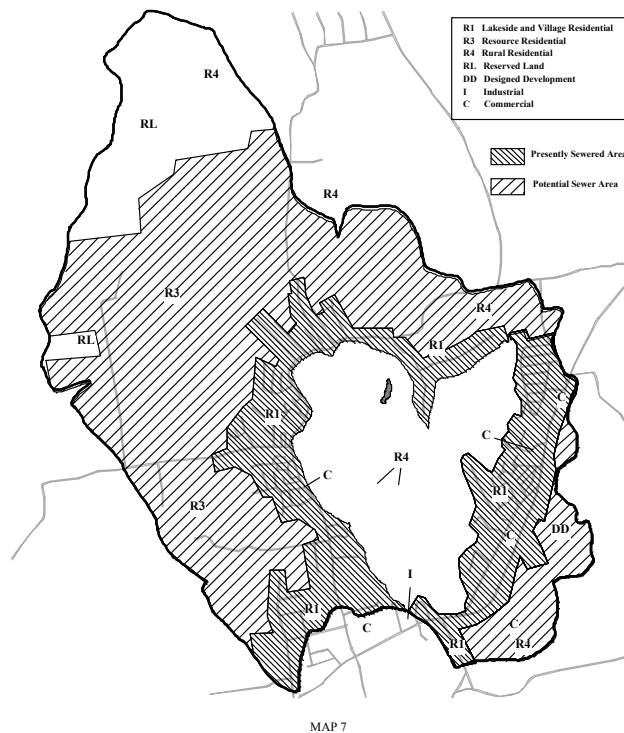 R1 Lakeside and Village Residential
R3 Resource Residential
R4 Rural Residential
RL Reserved Land
DD Designed Development
I Industrial
C Commercial
Presently Sewered Area
Potential Sewer Area
R4
RL
R4
R3
R4
RL
R1
C
R1
C
R4
C
R1
R3
C
DD
I
R1
C
C
R1
R4
MAP 7